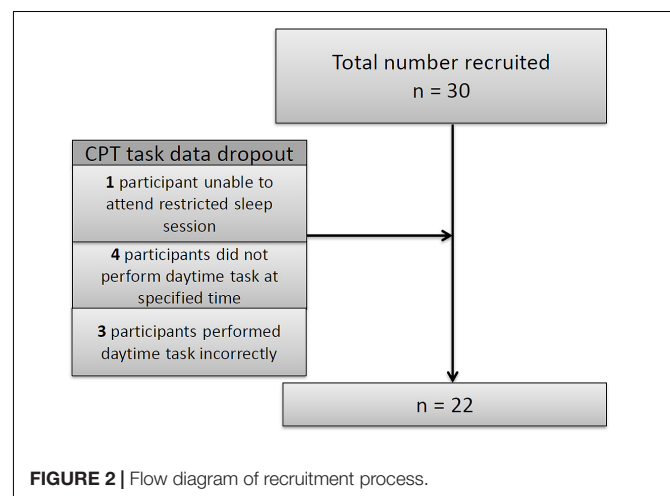 Total number recruited
n = 30
CPT task data dropout
1 participant unable to
attend restricted sleep
session
4 participants did not
perform daytime task at
specified time
3 participants performed
daytime task incorrectly
n = 22
FIGURE 2 | Flow diagram of recruitment process.